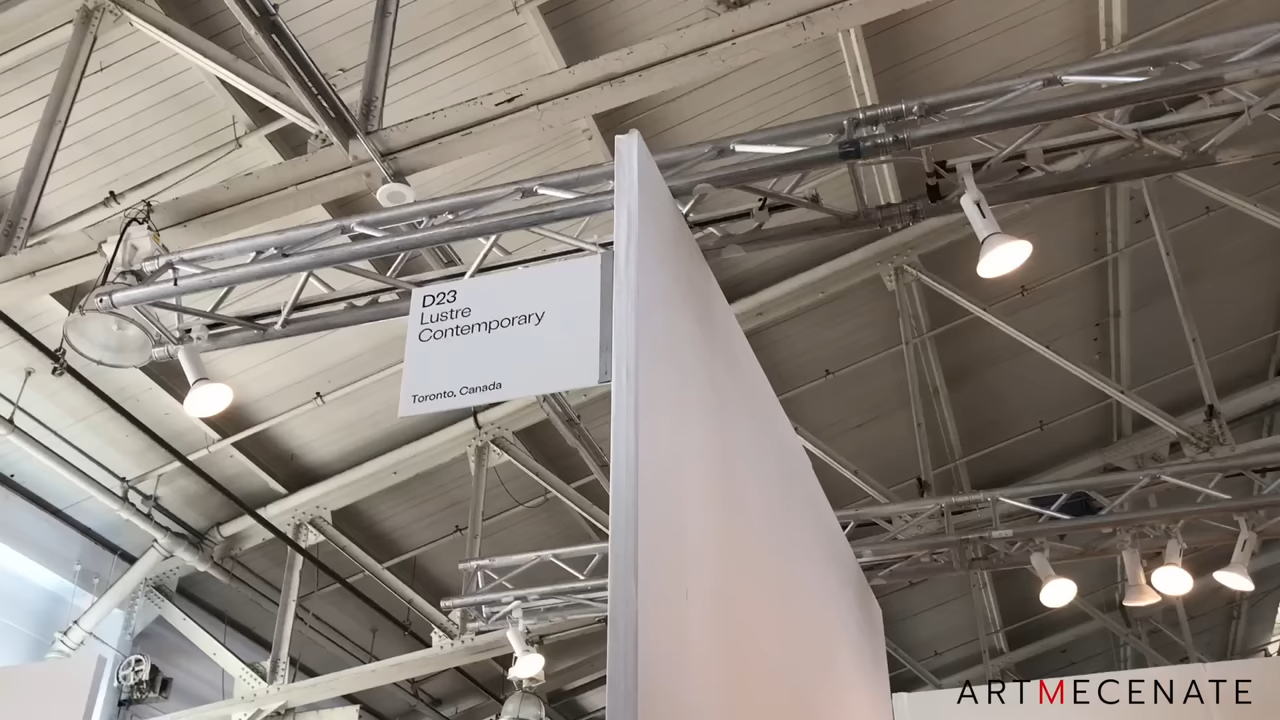 D23
Lustre
Contemporary
Toronto, Canada
ARTMECENATE